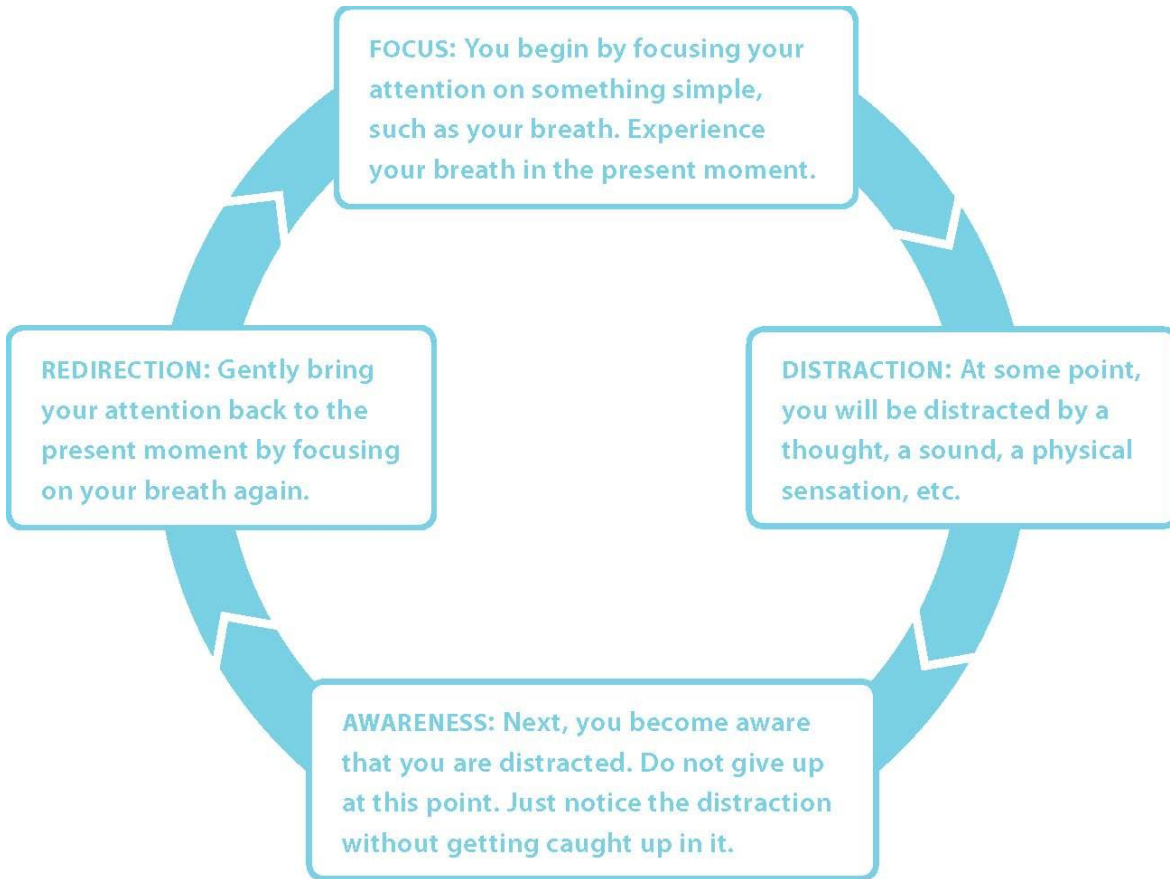 FOCUS: You begin by focusing your
attention on something simple,
such as your breath. Experience
your breath in the present moment.
DISTRACTION: At some point,
you will be distracted by a
thought, a sound, a physical
sensation, etc.
AWARENESS: Next, you become aware
that you are distracted. Do not give up
at this point. Just notice the distraction
without getting caught up in it.
REDIRECTION: Gently bring
your attention back to the
present moment by focusing
on your breath again.